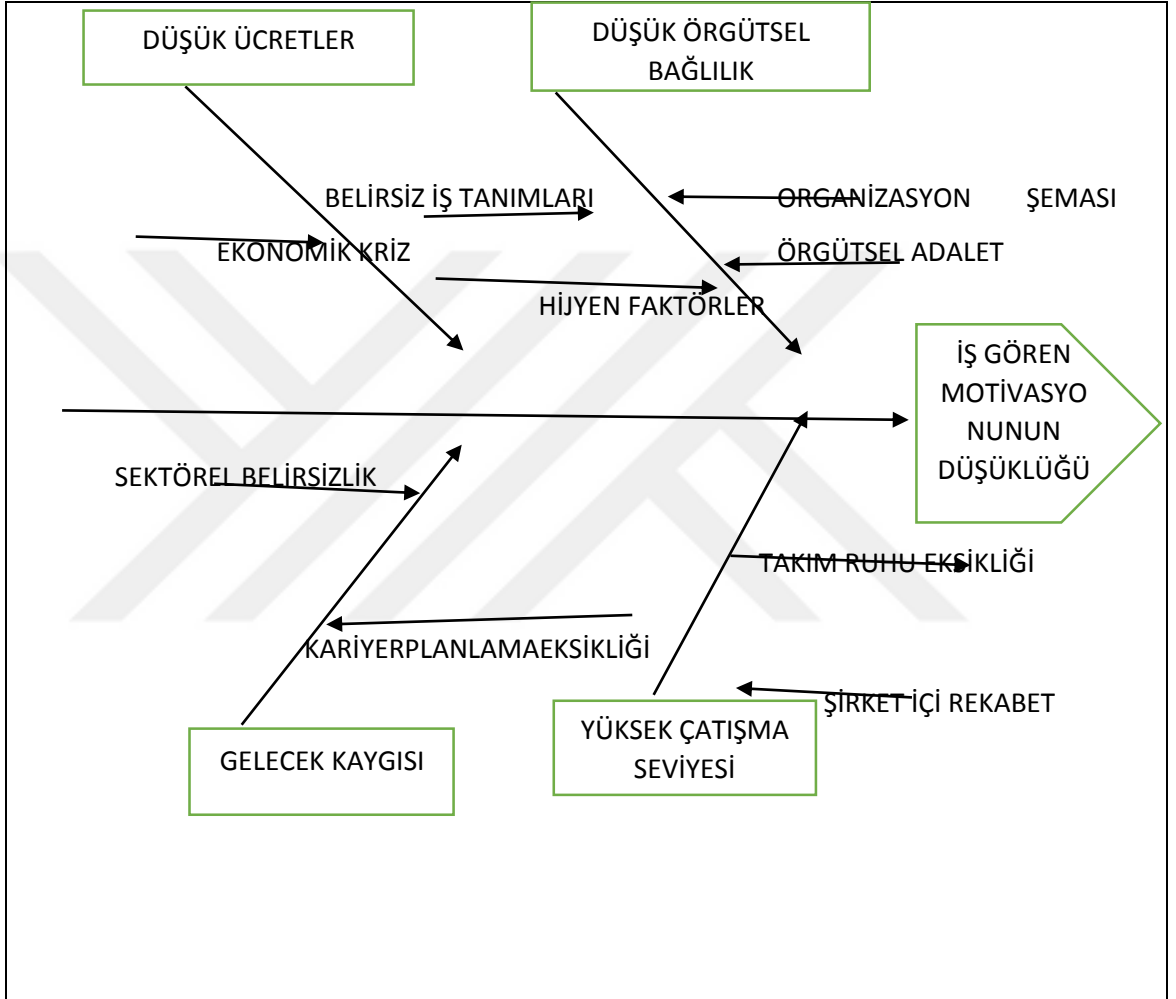 DÜŞÜK ÜCRETLER
DÜŞÜK ÖRGÜTSEL
BAĞLILIK
BELİRSİZ İŞ TANIMLARI
ORGANİZASYON ŞEMASI
EKONOMİK KRİZ
ÖRGÜTSEL ADALET
HİJYEN FAKTÖRLER
İŞ GÖREN
MOTİVASYO
NUNUN
DÜŞÜKLÜĞÜ
SEKTÖREL BELİRSİZLİK
TAKIM RUHU EKSİKLİĞİ
KARİYERPLANLAMAEKSİKLİĞİ
ŞİRKET İÇİ REKABET
GELECEK KAYGISI
YÜKSEK ÇATIŞMA
SEVİYESİ